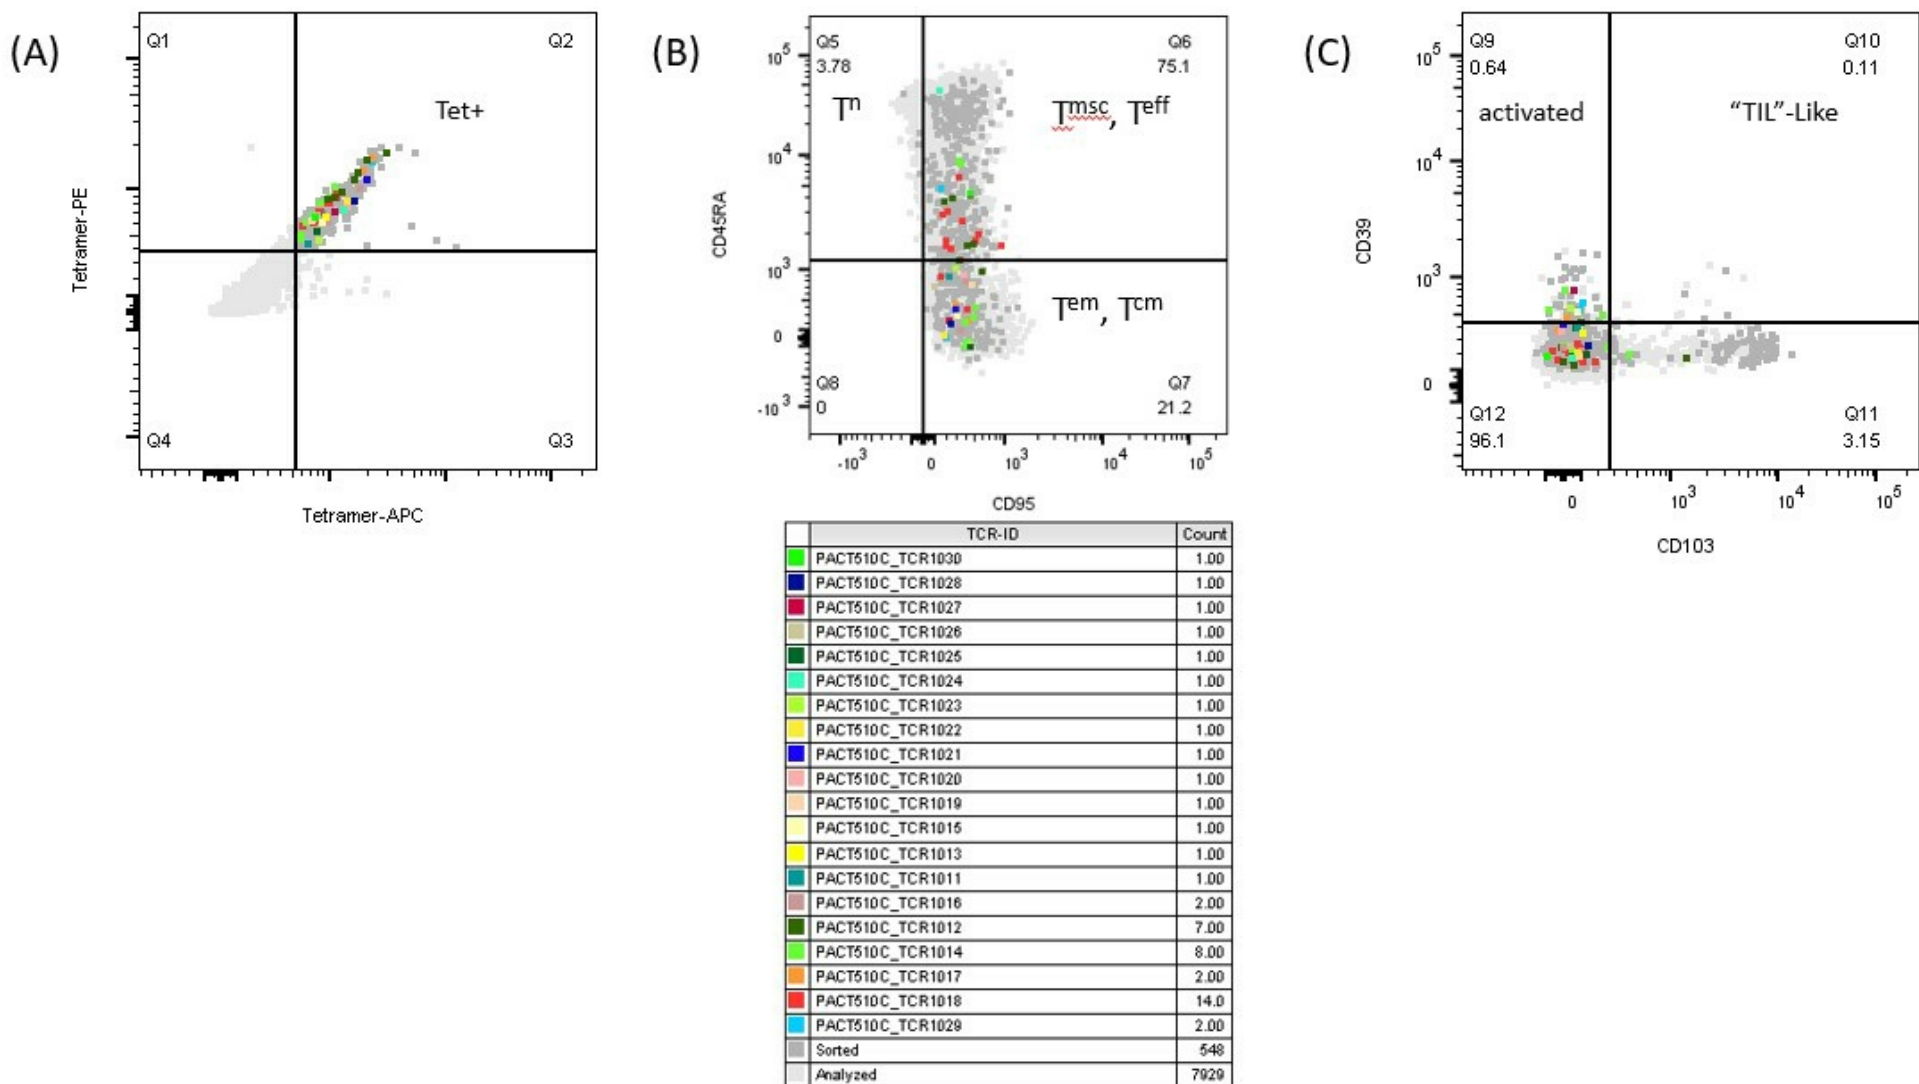 (A)
Q1
Q2
Tet+
Q4
Q3
Tetramer-PE
Tetramer-APC
(B)
Q5
3.78
Q6
75.1
Tn
Tmsc, Teff
Tem, Tcm
Q8
0
Q7
21.2
10 5
10 4
10 3
0
-10 3
CD45RA
-10 3
0
10 3
10 4
10 5
CD95
(C)
Q9
0.64
Q10
0.11
activated
“TIL”-Like
Q12
96.1
Q11
3.15
10 5
10 4
10 3
0
CD39
0
10 3
10 4
10 5
CD103
TCR-ID Count
PACT510C_TCR1030 1.00
PACT510C_TCR1028 1.00
PACT510C_TCR1027 1.00
PACT510C_TCR1026 1.00
PACT510C_TCR1025 1.00
PACT510C_TCR1024 1.00
PACT510C_TCR1023 1.00
PACT510C_TCR1022 1.00
PACT510C_TCR1021 1.00
PACT510C_TCR1020 1.00
PACT510C_TCR1019 1.00
PACT510C_TCR1015 1.00
PACT510C_TCR1013 1.00
PACT510C_TCR1011 1.00
PACT510C_TCR1016 2.00
PACT510C_TCR1012 7.00
PACT510C_TCR1014 8.00
PACT510C_TCR1017 2.00
PACT510C_TCR1018 14.0
PACT510C_TCR1029 2.00
Sorted 548
Analyzed 7929